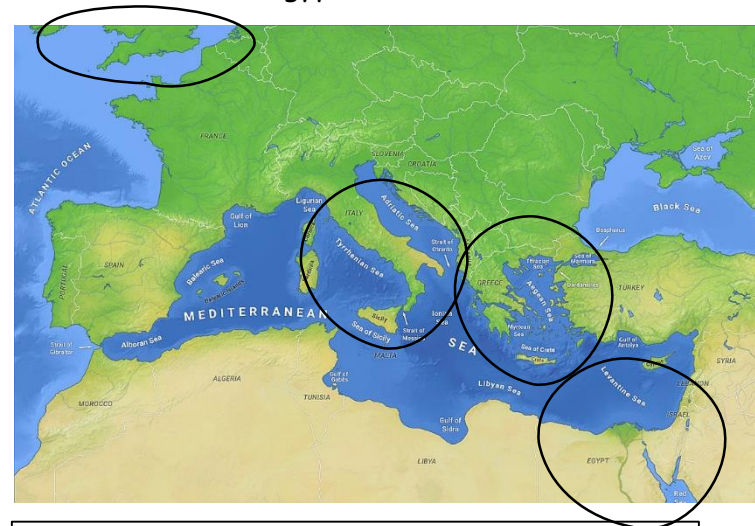 FRANCE
SLOVENIA
CROATIA
Sea of
Azov
ATLANTIC OCEAN
Black Sea
Ligurian
Sea
ITALY
Adriatic Sea
Gulf of
Lion
Bosphorus
PORTUGAL
SPAIN
Balearic Sea
Tyrrhenian Sea
Strait of
Otranto
Thracian
Sea
Sea of
Marmara
Dardanelles
GREECE
Aegean Sea
TURKEY
MEDITERRANEAN
SEA
Sicily
Ionian
Sea
Myrtoan
Sea
Strait of
Gibraltar
Alboran Sea
Sea of Sicily
Strait of
Messina
MALTA
Sea of Crete
Gulf of
Antalya
SYRIA
LEBANON
Levantine Sea
Libyan Sea
ISRAEL
MOROCCO
ALGERIA
TUNISIA
Gulf of
Gabès
Gulf of
Sidra
LIBYA
EGYPT
Red